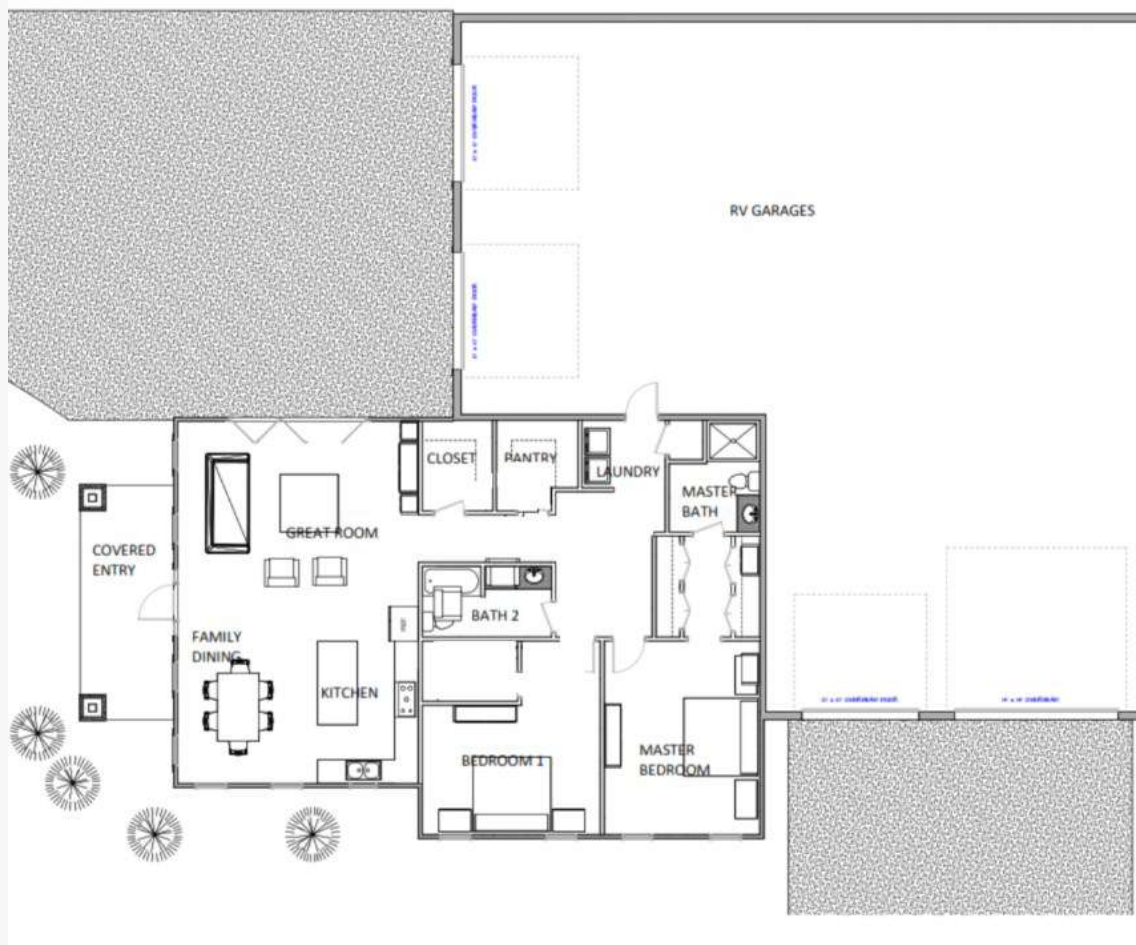 RV GARAGES
CLOSET
PANTRY
LAUNDRY
MASTER
BATH
GREAT ROOM
COVERED
ENTRY
BATH 2
FAMILY
DINING
KITCHEN
BEDROOM 1
MASTER
BEDROOM